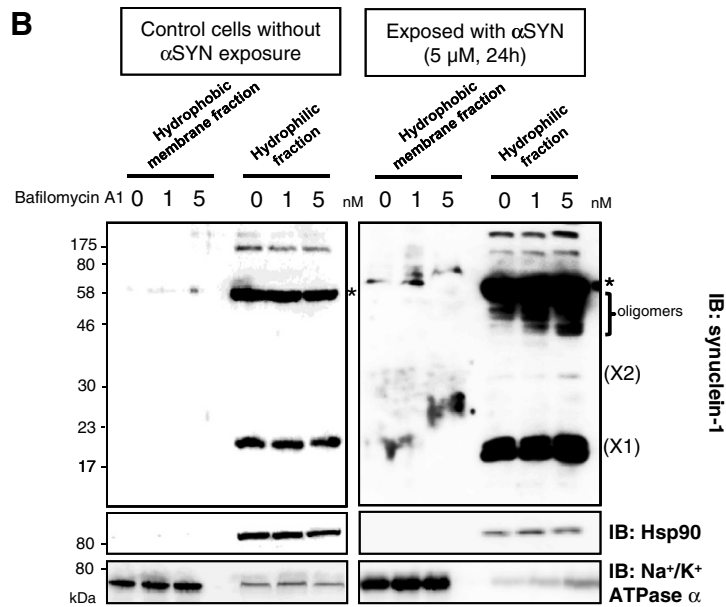 B
Control cells without
αSYN exposure
Exposed with αSYN
(5 µM, 24h)
Hydrophobic
membrane fraction
Hydrophilic
fraction
Hydrophobic
membrane fraction
Hydrophilic
fraction
Bafilomycin A1 0 1 5 0 1 5 nM 0 1 5 0 1 5 nM
175
80
58 * *
oligomers
46
30 (X2)
23
17 (X1)
IB: synuclein-1
80 IB: Hsp90
80 IB: Na⁺/K⁺
kDa ATPase α